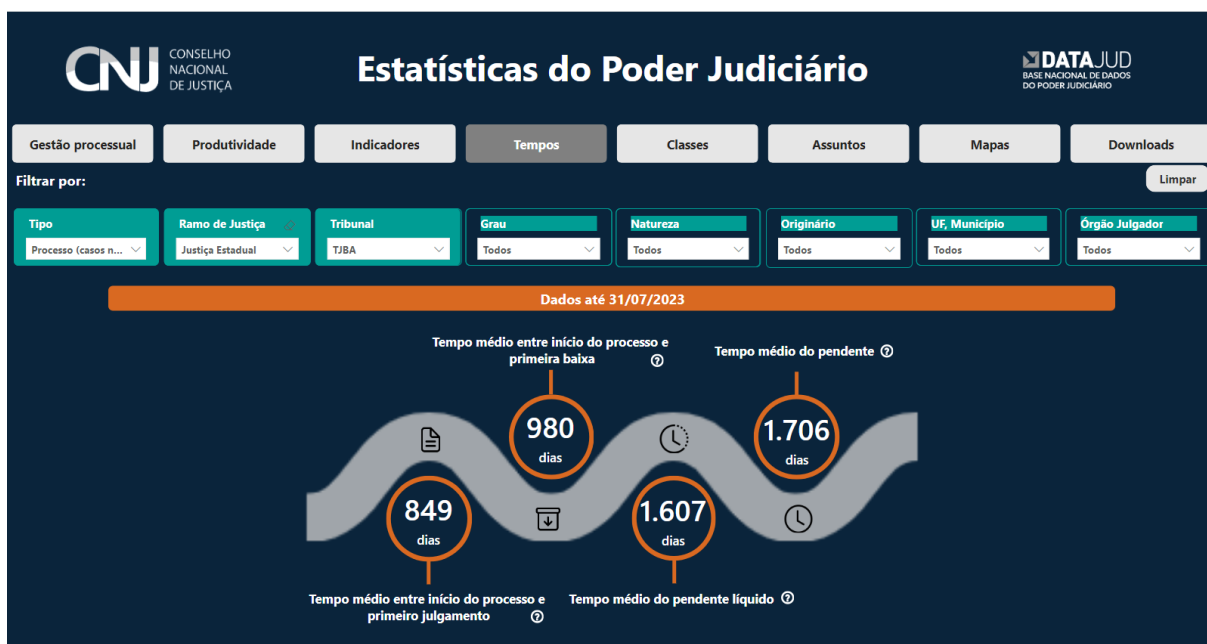 CNJ
CONSELHO
NACIONAL
DE JUSTIÇA
Estatísticas do Poder Judiciário
DATAJUD
BASE NACIONAL DE DADOS
DO PODER JUDICIÁRIO
Gestão processual
Produtividade
Indicadores
Tempos
Classes
Assuntos
Mapas
Downloads
Filtrar por:
Limpar
Tipo
Processo (casos n...
Ramo de Justiça
Justiça Estadual
Tribunal
TJBA
Grau
Todos
Natureza
Todos
Originário
Todos
UF, Município
Todos
Órgão Julgador
Todos
Dados até 31/07/2023
Tempo médio entre início do processo e
primeira baixa
Tempo médio do pendente
980
dias
1.706
dias
849
dias
1.607
dias
Tempo médio entre início do processo e
primeiro julgamento
Tempo médio do pendente líquido